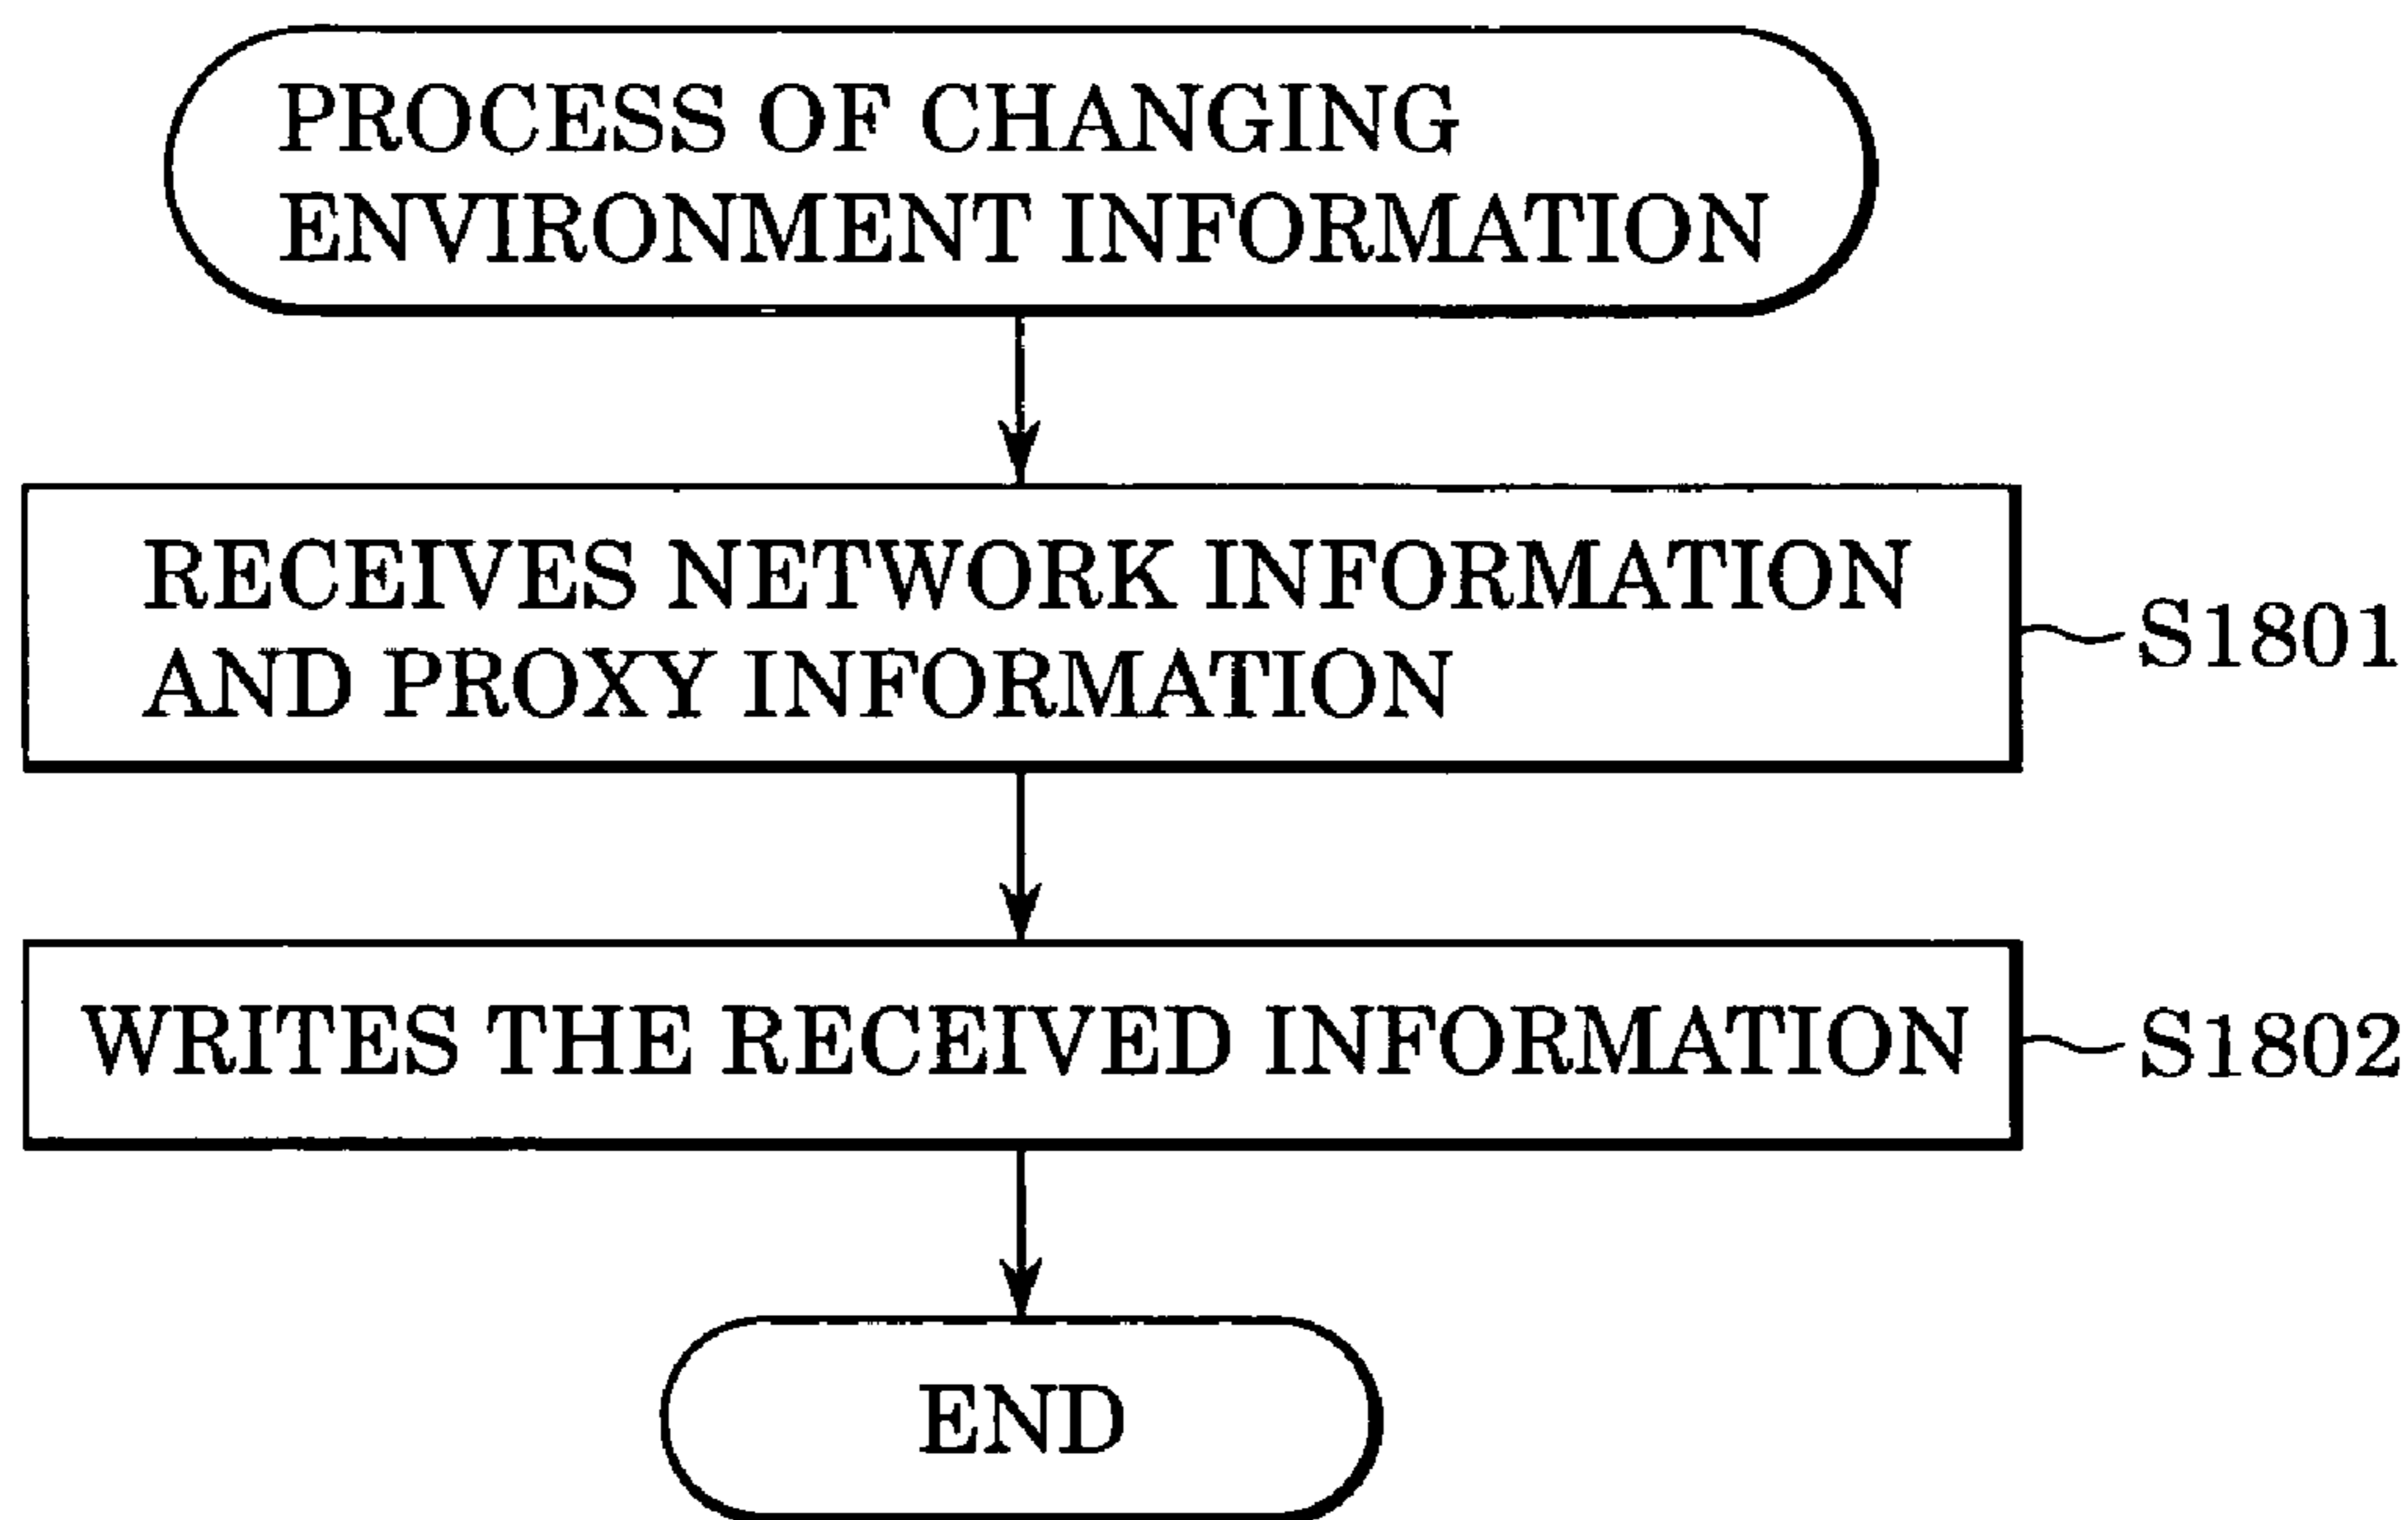 PROCESS OF CHANGING
ENVIRONMENT INFORMATION
RECEIVES NETWORK INFORMATION
AND PROXY INFORMATION
S1801
WRITES THE RECEIVED INFORMATION
S1802
END